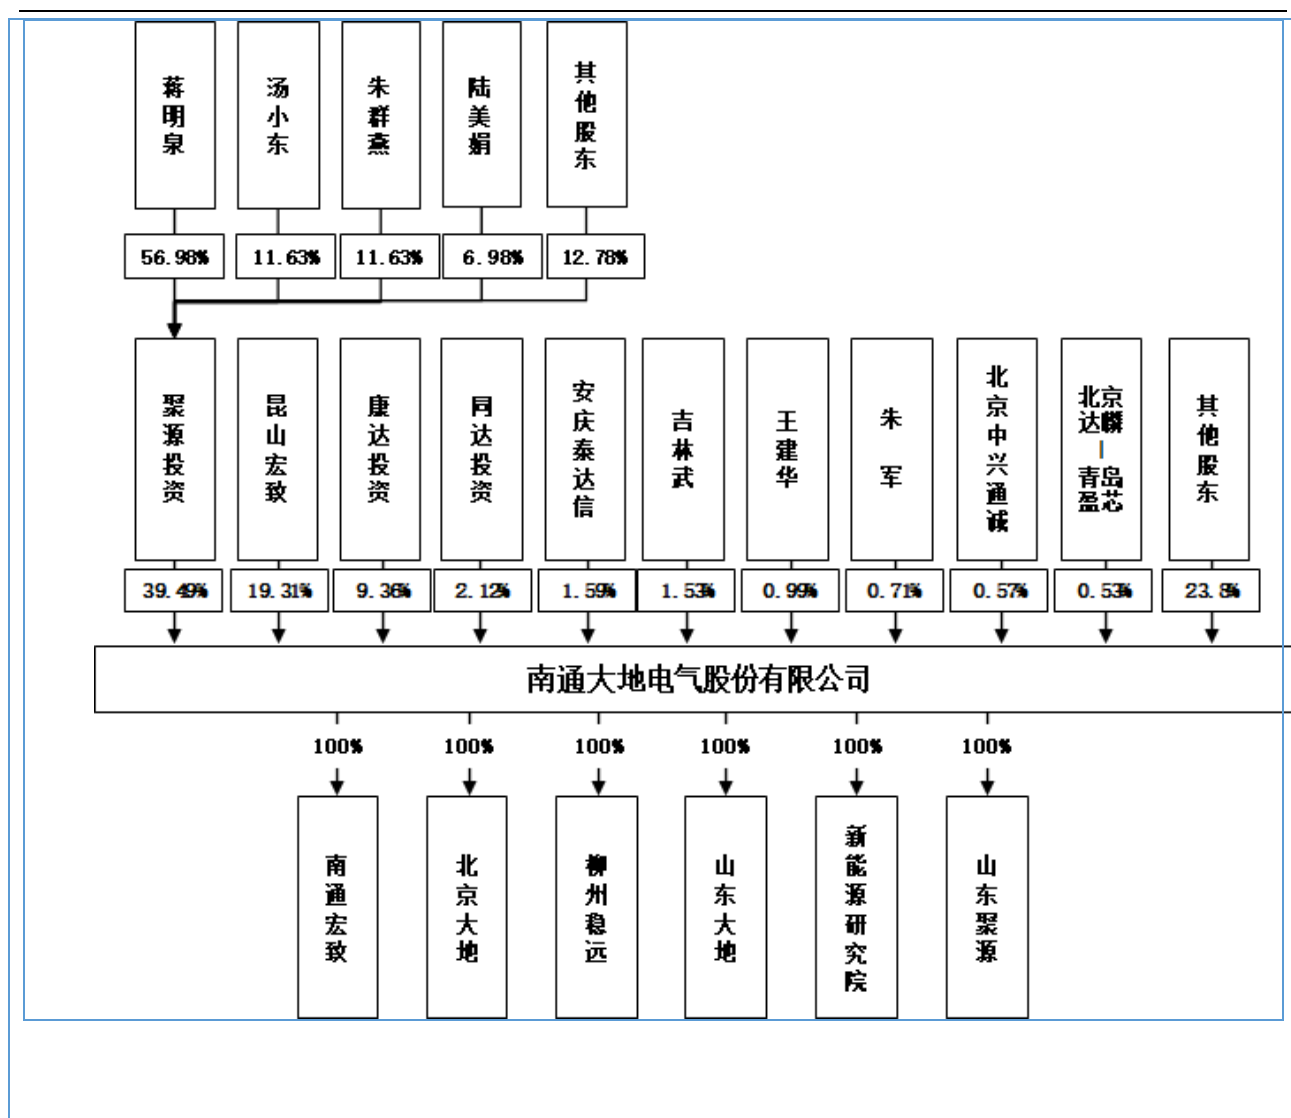 蒋明泉
汤小东
朱群燕
陆美娟
其他股东
56.98%
11.63%
11.63%
6.98%
12.78%
聚源投资
昆山宏致
康达投资
同达投资
安庆泰达信
吉林武
王建华
朱军
北京中兴通诚
北京
达麟
|
青岛
盈芯
其他股东
39.49%
19.31%
9.36%
2.12%
1.59%
1.53%
0.99%
0.71%
0.57%
0.53%
23.8%
南通大地电气股份有限公司
100%
100%
100%
100%
100%
100%
南通宏致
北京大地
柳州稳远
山东大地
新能源研究院
山东聚源